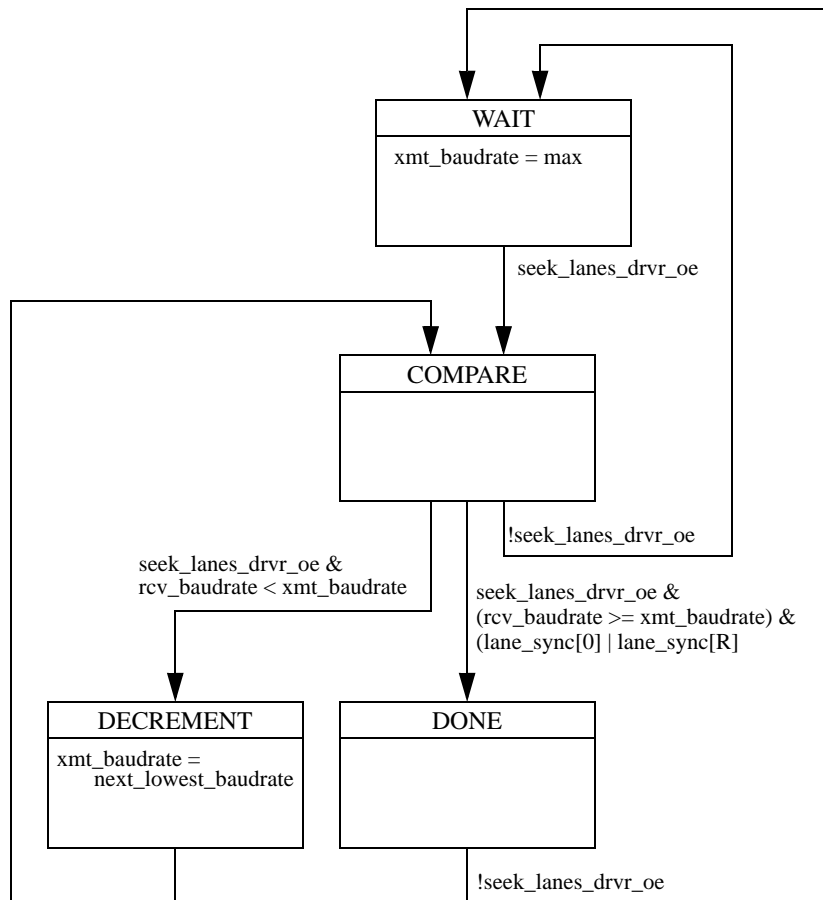 WAIT
xmt_baudrate = max
seek_lanes_drvr_oe
COMPARE
!seek_lanes_drvr_oe
seek_lanes_drvr_oe &
rcv_baudrate < xmt_baudrate
seek_lanes_drvr_oe &
(rcv_baudrate >= xmt_baudrate) &
(lane_sync[0] | lane_sync[R]
DECREMENT
xmt_baudrate =
next_lowest_baudrate
DONE
!seek_lanes_drvr_oe